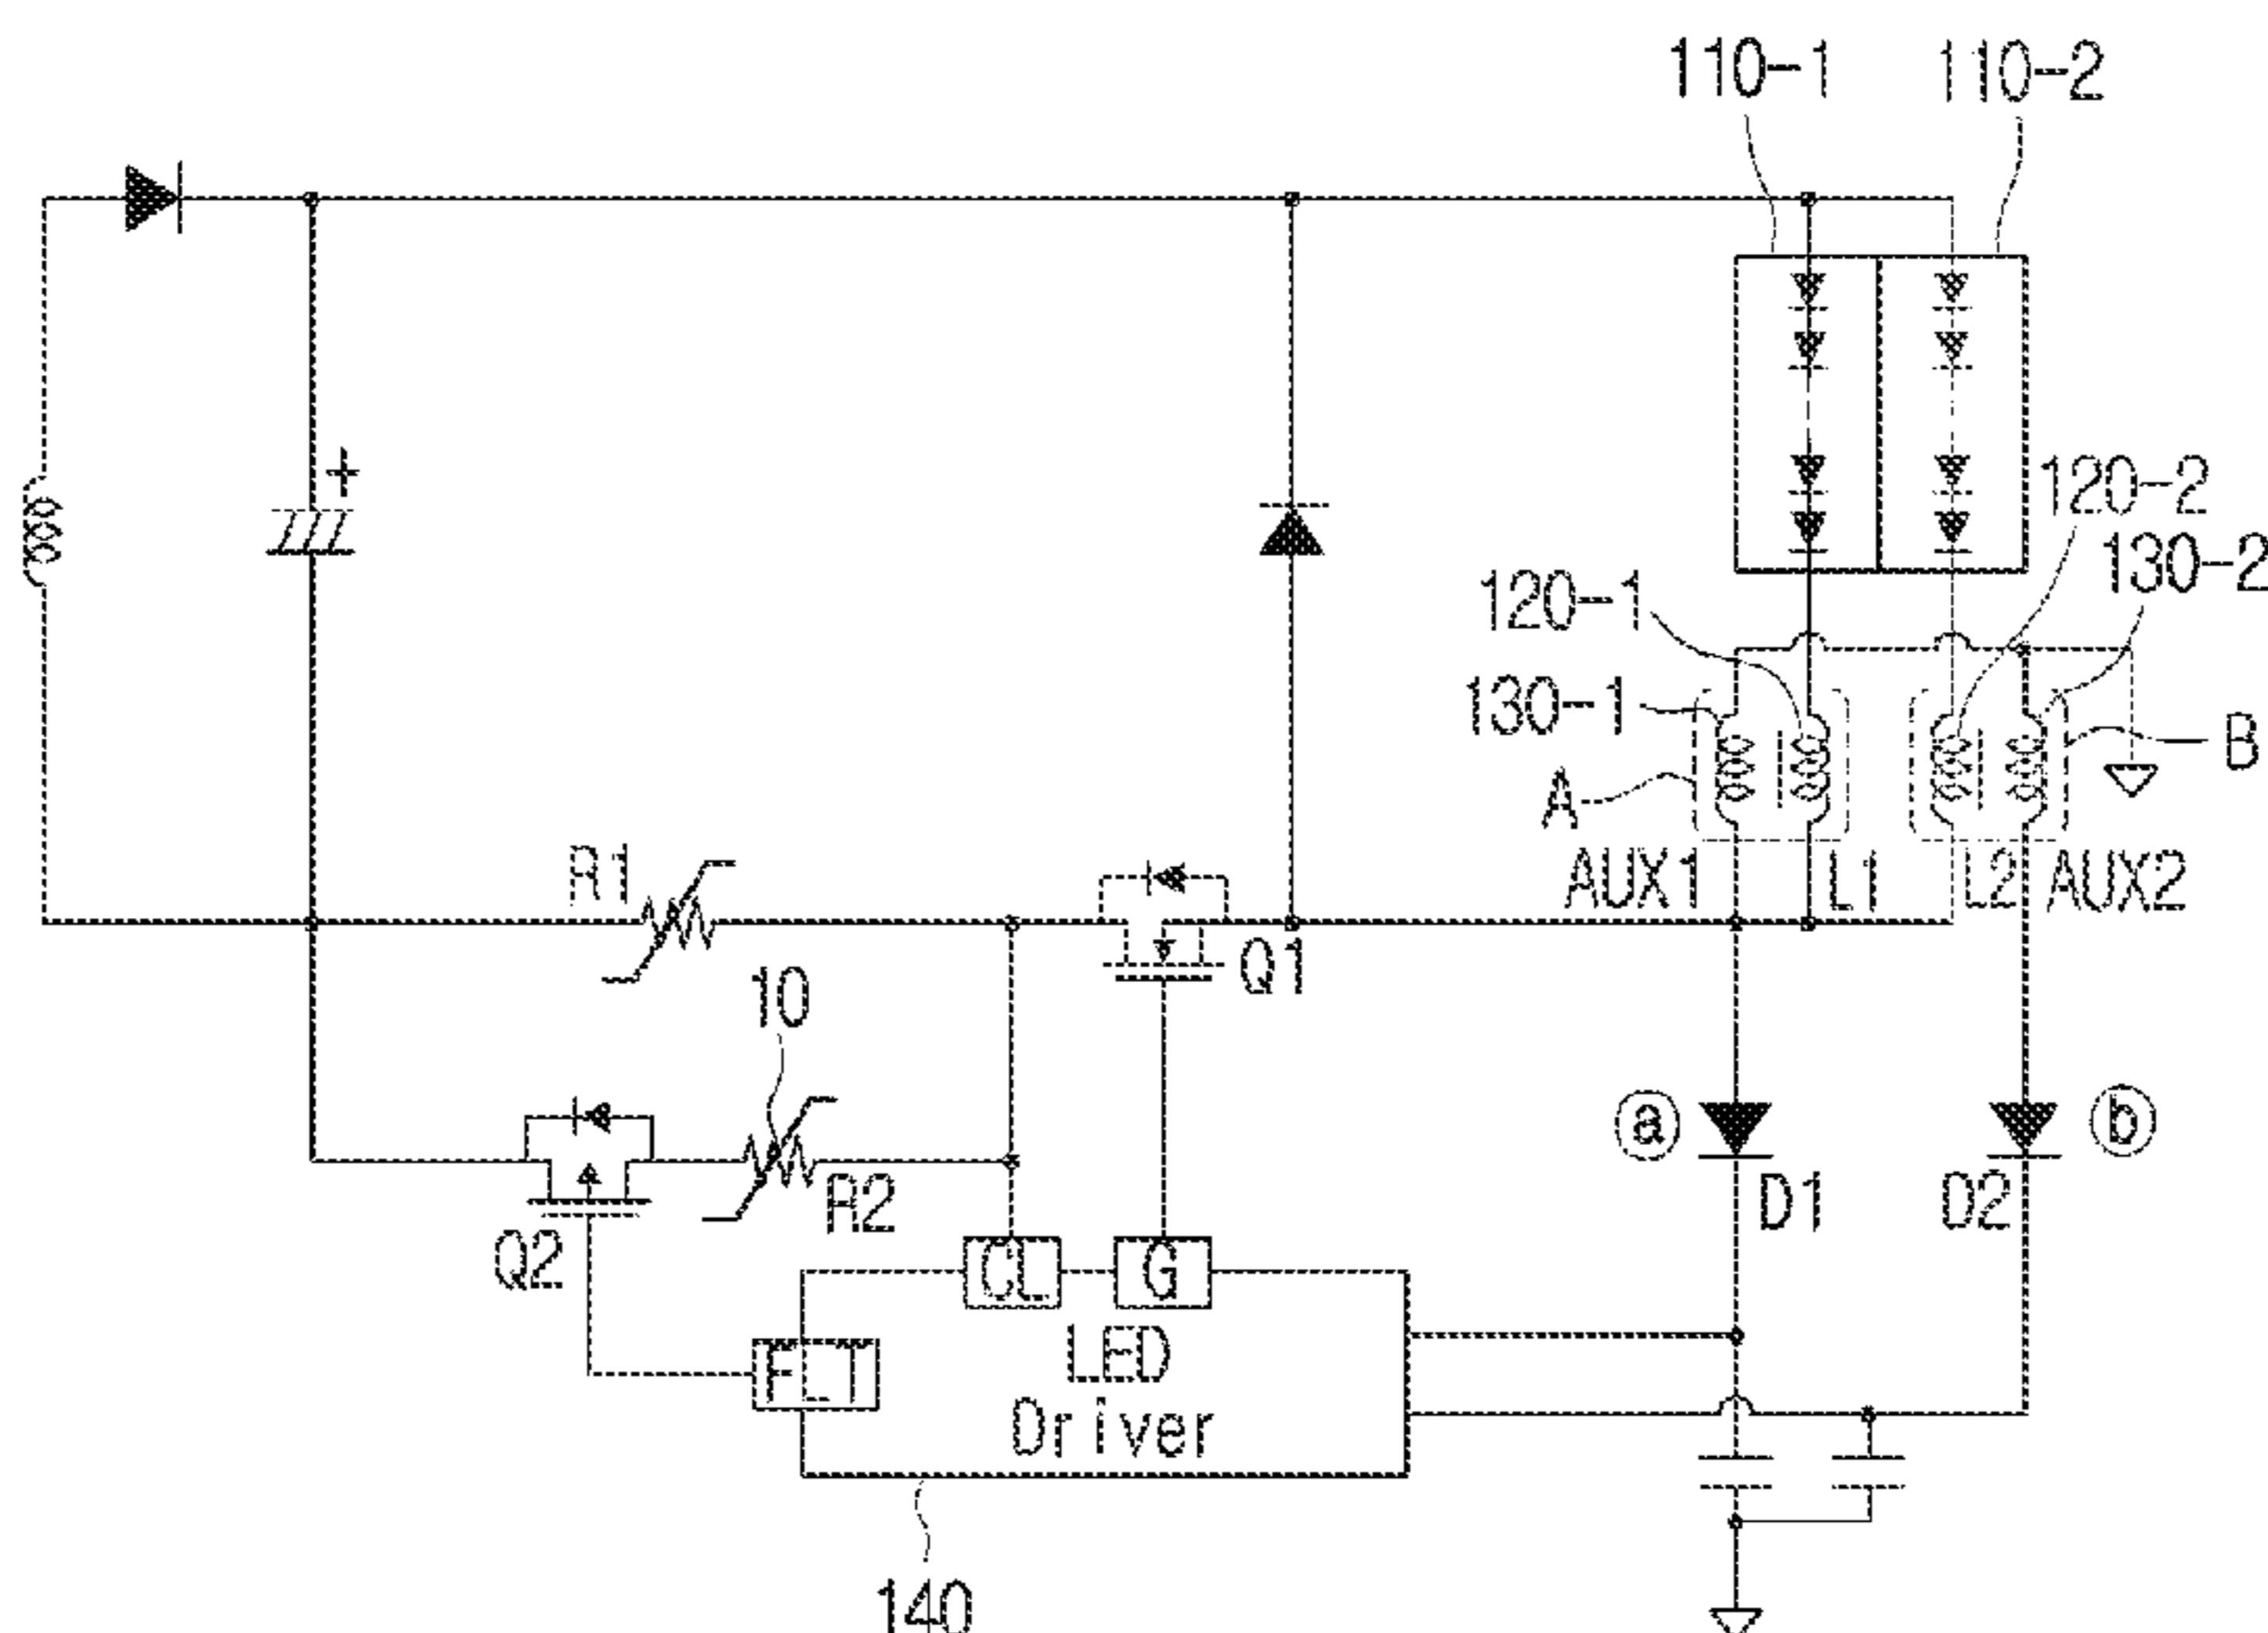 110-1 110-2
+
120-2
130-2
120-1
130-1
A
B
R1
AUX1 L1 L2 AUX2
Q1
10
ⓐ ⓑ
R2
D1 D2
Q2
CL G
FLT
LED
Driver
140